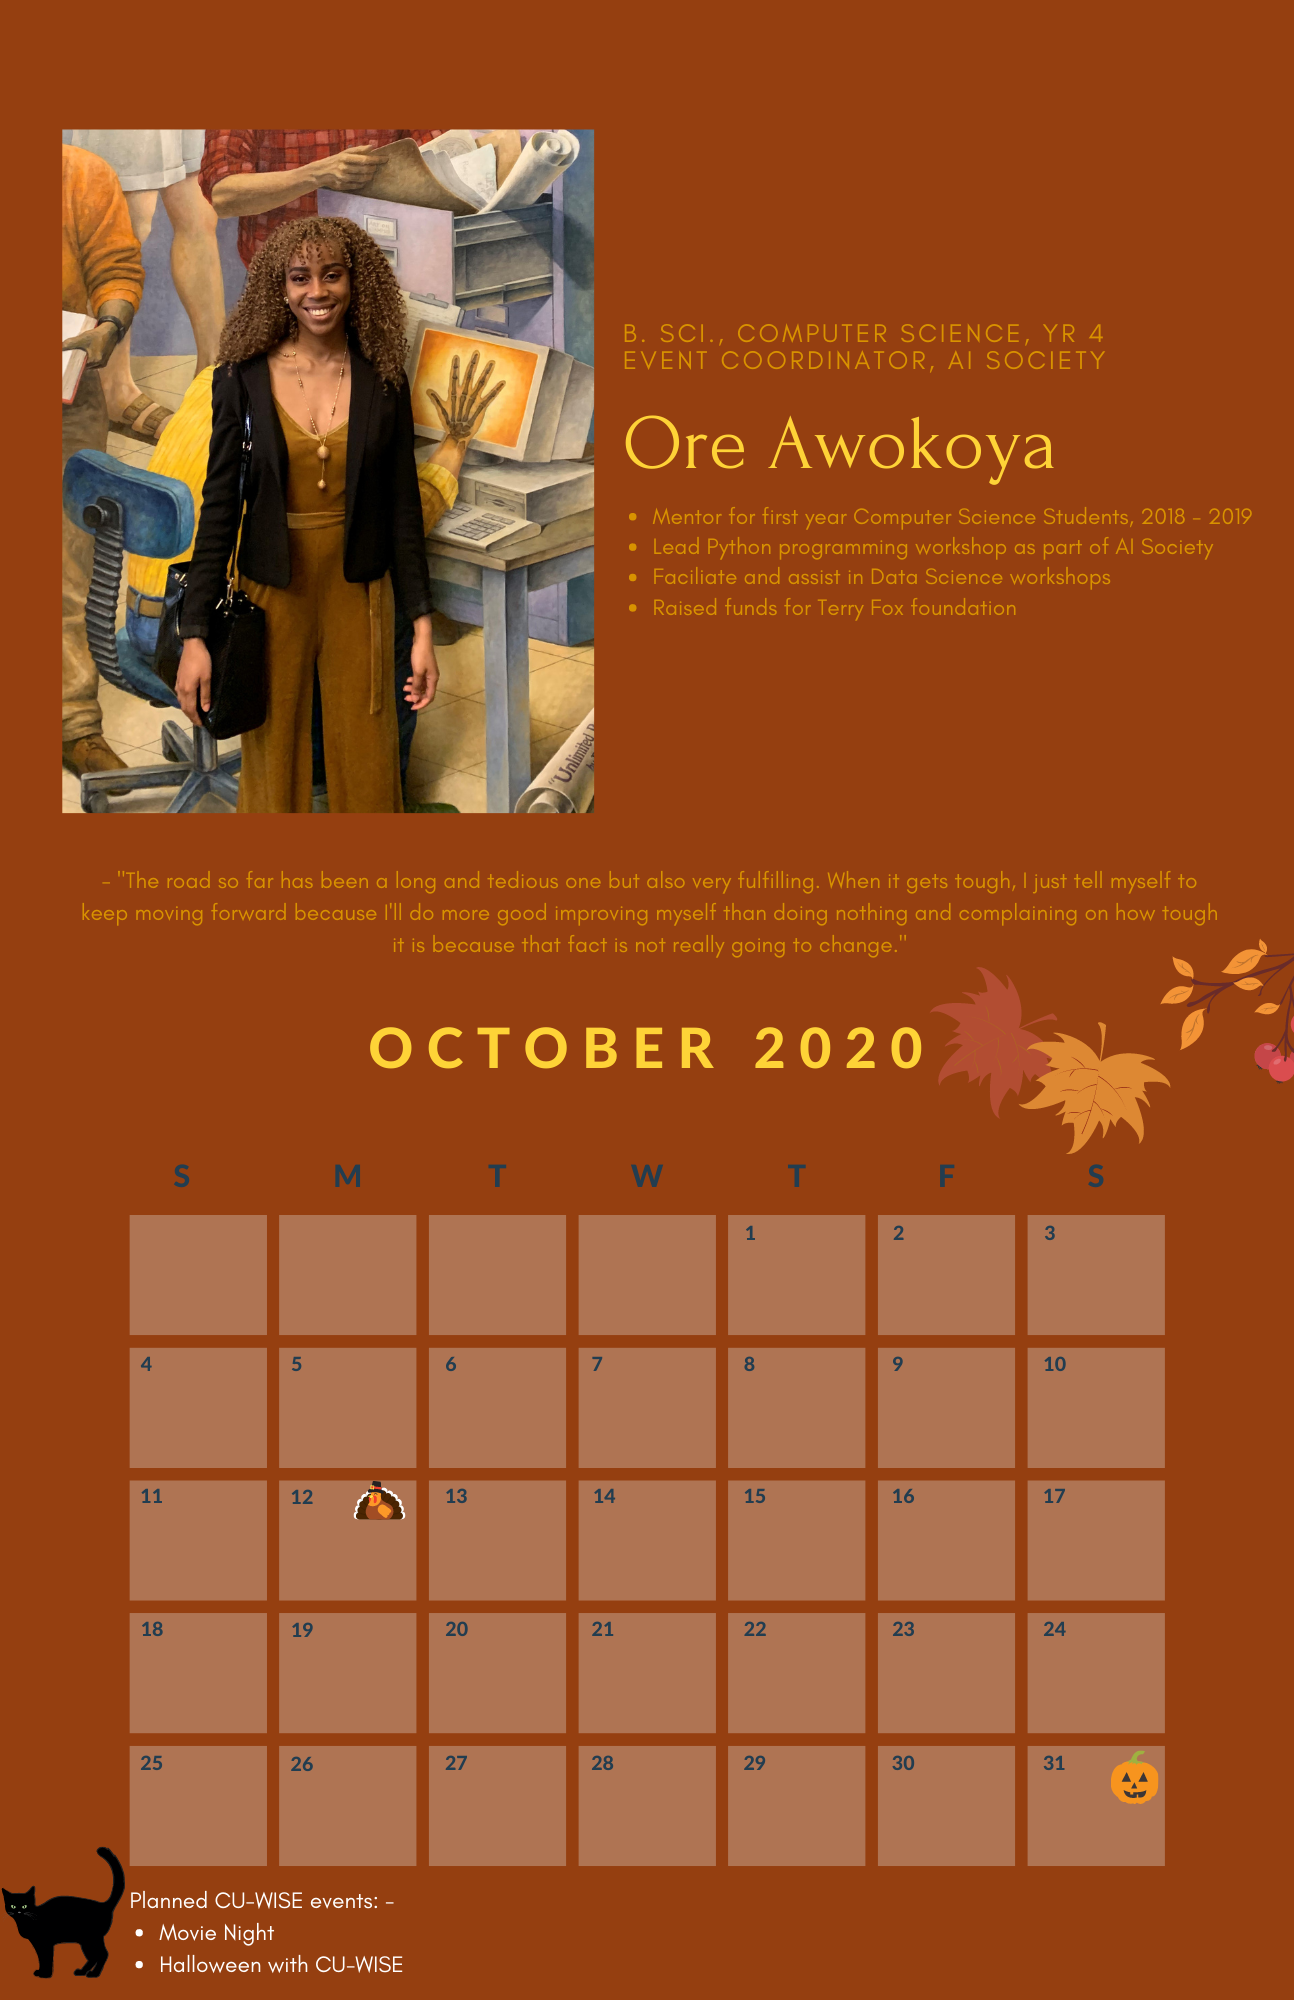 B. SCI., COMPUTER SCIENCE, YR 4
EVENT COORDINATOR, AI SOCIETY
Ore Awokoya
• Mentor for first year Computer Science Students, 2018 - 2019
• Lead Python programming workshop as part of AI Society
• Faciliate and assist in Data Science workshops
• Raised funds for Terry Fox foundation
"Unlimited
- "The road so far has been a long and tedious one but also very fulfilling. When it gets tough, I just tell myself to
keep moving forward because I'll do more good improving myself than doing nothing and complaining on how tough
it is because that fact is not really going to change."
OCTOBER 2020
S M T W T F S
1 2 3
4 5 6 7 8 9 10
11 12 13 14 15 16 17
18 19 20 21 22 23 24
25 26 27 28 29 30 31
Planned CU-WISE events: -
• Movie Night
• Halloween with CU-WISE